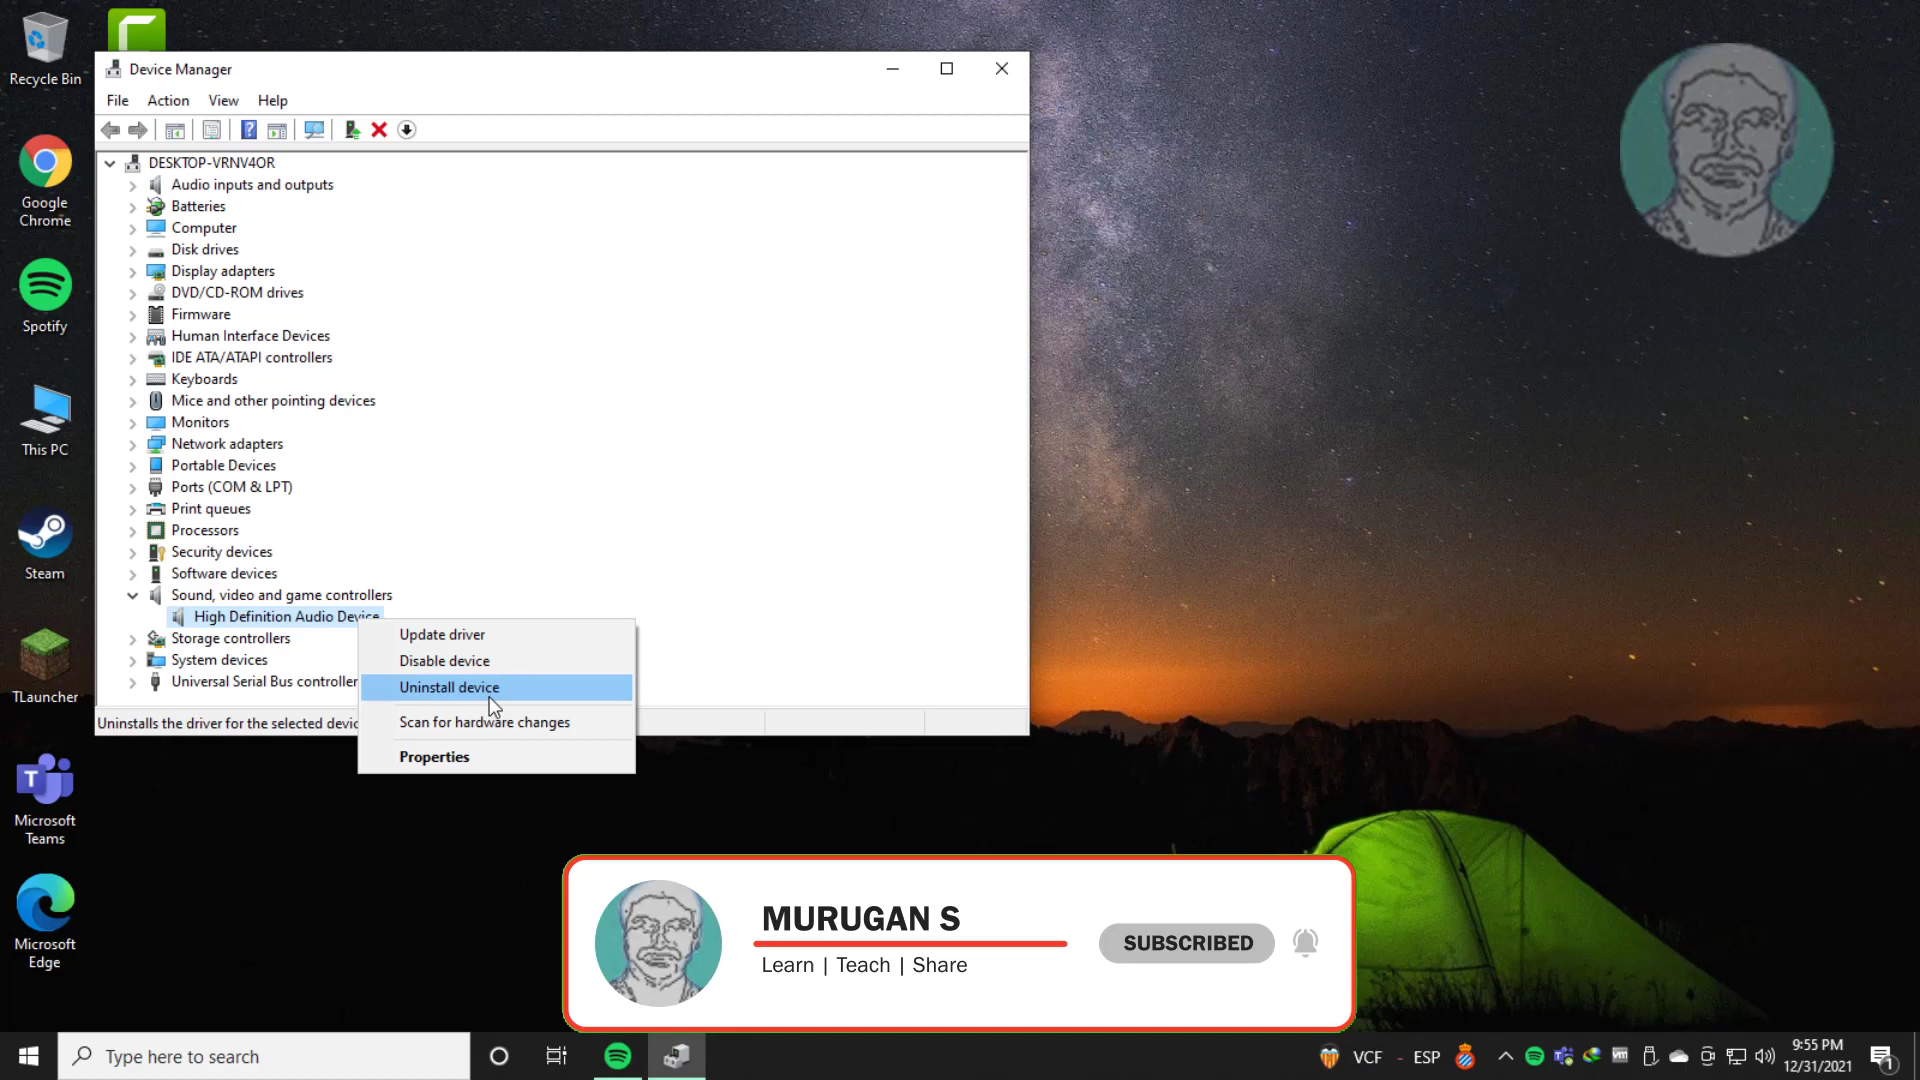 Recycle Bin
Google
Chrome
Spotify
This PC
Steam
TLauncher
Microsoft
Teams
Microsoft
Edge
Device Manager
File Action View Help
DESKTOP-VRNV4OR
Audio inputs and outputs
Batteries
Computer
Disk drives
Display adapters
DVD/CD-ROM drives
Firmware
Human Interface Devices
IDE ATA/ATAPI controllers
Keyboards
Mice and other pointing devices
Monitors
Network adapters
Portable Devices
Ports (COM & LPT)
Print queues
Processors
Security devices
Software devices
Sound, video and game controllers
High Definition Audio Device
Storage controllers
System devices
Universal Serial Bus controller
Uninstalls the driver for the selected devic
Update driver
Disable device
Uninstall device
Scan for hardware changes
Properties
MURUGAN S
Learn | Teach | Share
SUBSCRIBED
Type here to search
VCF - ESP
9:55 PM
12/31/2021
1